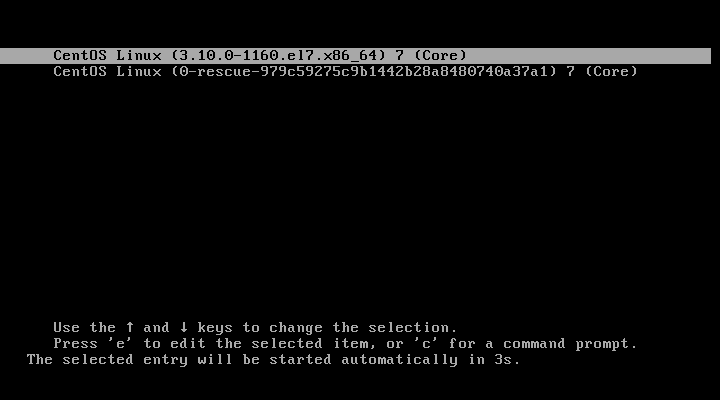 CentOS Linux (3.10.0-1160.el7.x86_64) 7 (Core)
CentOS Linux (0-rescue-979c59275c9b1442b28a8480740a37a1) 7 (Core)
Use the ↑ and ↓ keys to change the selection.
Press 'e' to edit the selected item, or 'c' for a command prompt.
The selected entry will be started automatically in 3s.